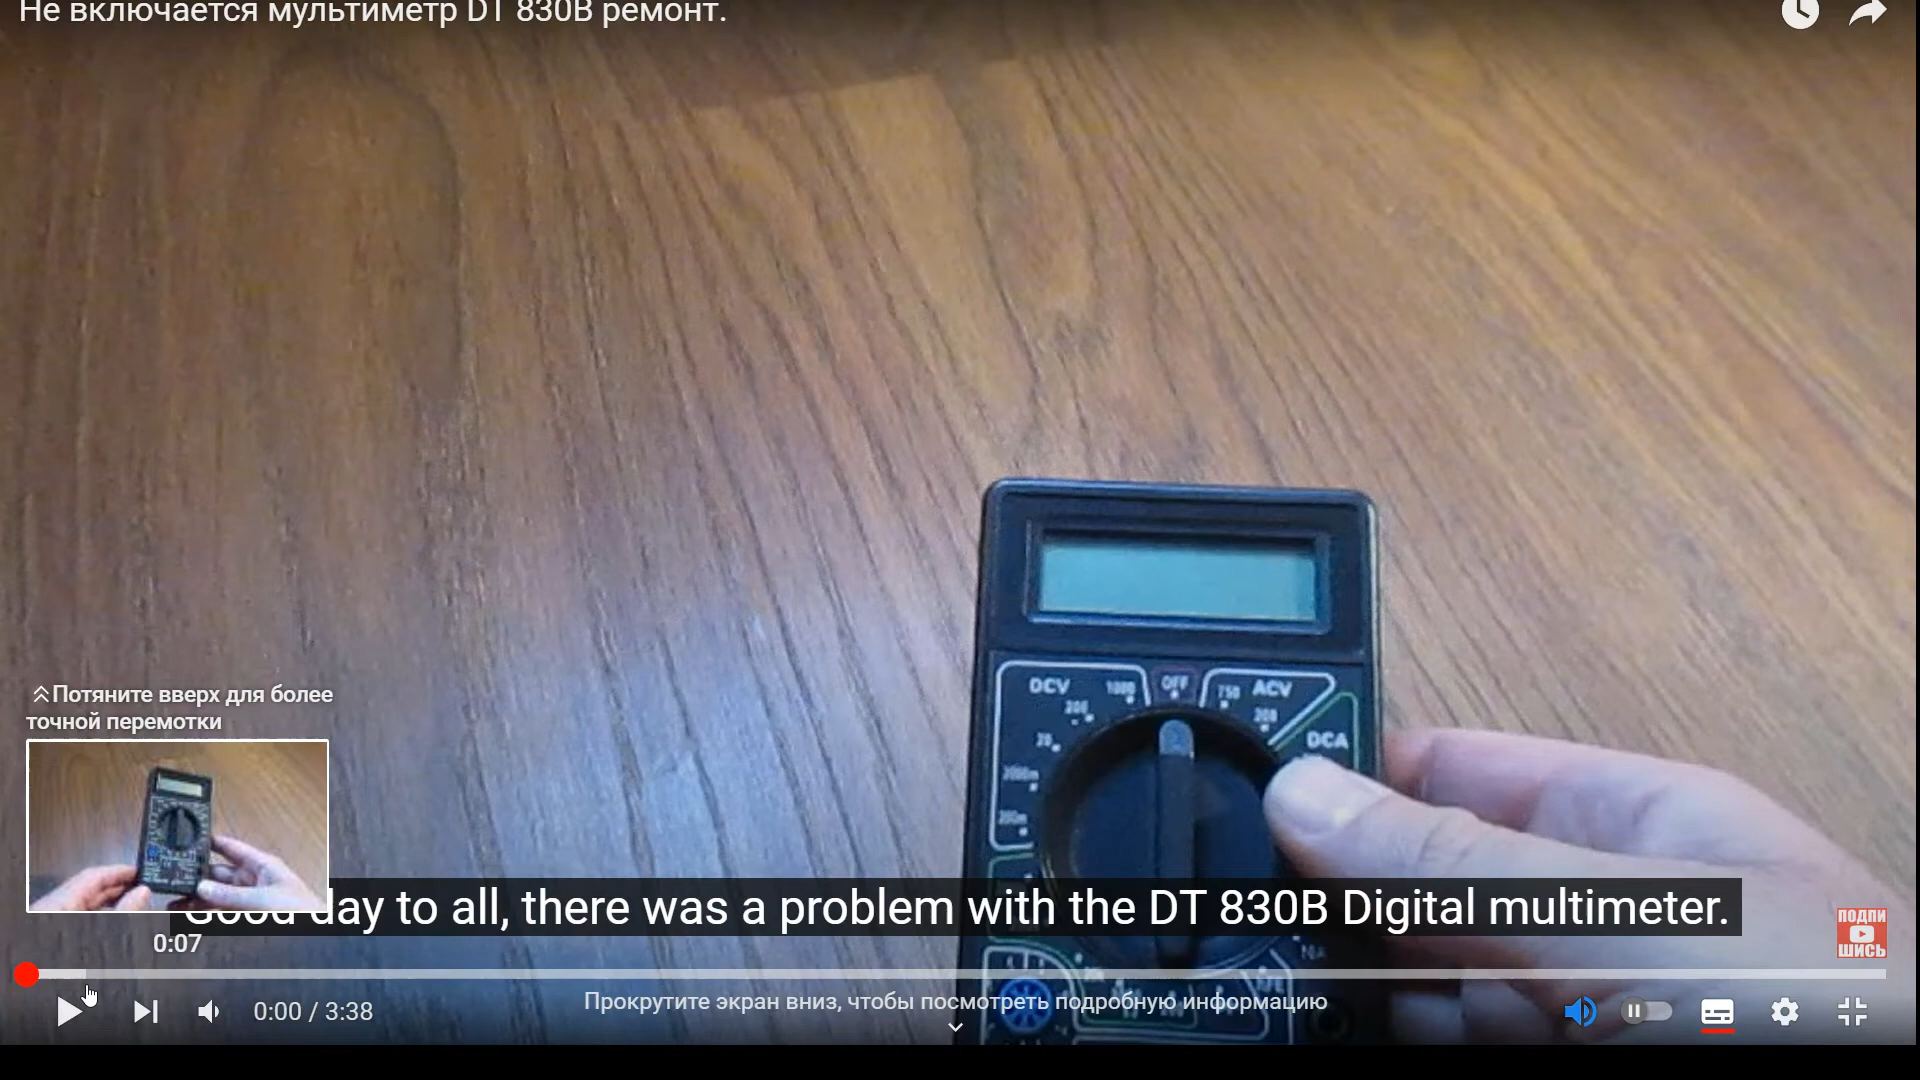 Не включается мультиметр DT 830B ремонт.
DCV
1000
OFF
750
ACV
200
200
20
DCA
2000m
200m
Потяните вверх для более
точной перемотки
Good day to all, there was a problem with the DT 830B Digital multimeter.
ПОДПИ
ШИСЬ
0:07
0:00 / 3:38
Прокрутите экран вниз, чтобы посмотреть подробную информацию